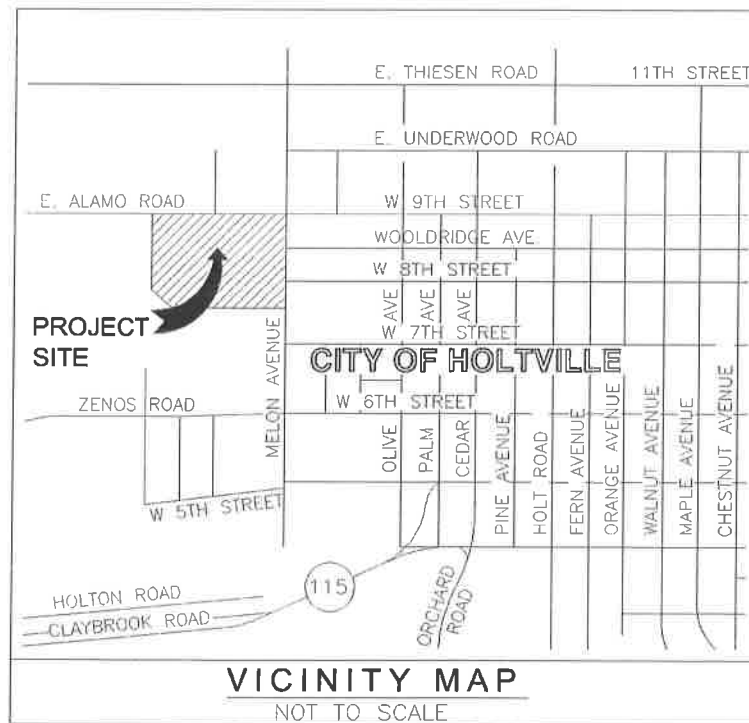 E. THIESEN ROAD
11TH STREET
E. UNDERWOOD ROAD
E. ALAMO ROAD
W 9TH STREET
WOOLDRIDGE AVE
W 8TH STREET
AVE
AVE
AVE
PROJECT
SITE
MELON AVENUE
W 7TH STREET
CITY OF HOLTVILLE
ZENOS ROAD
W 6TH STREET
OLIVE
PALM
CEDAR
PINE AVENUE
HOLT ROAD
FERN AVENUE
ORANGE AVENUE
WALNUT AVENUE
MAPLE AVENUE
CHESTNUT AVENUE
W 5TH STREET
HOLTON ROAD
CLAYBROOK ROAD
115
ORCHARD
ROAD
VICINITY MAP
NOT TO SCALE